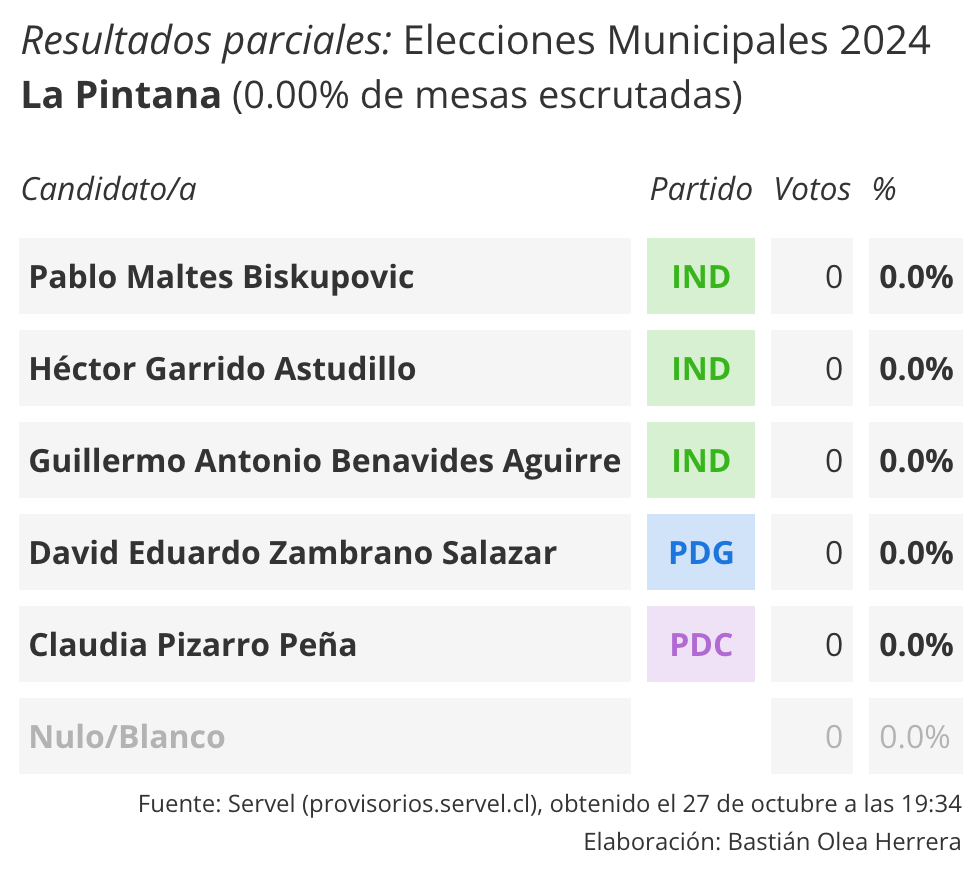 Resultados parciales: Elecciones Municipales 2024
La Pintana (0.00% de mesas escrutadas)
Candidato/a Partido Votos %
Pablo Maltes Biskupovic IND 0 0.0%
Héctor Garrido Astudillo IND 0 0.0%
Guillermo Antonio Benavides Aguirre IND 0 0.0%
David Eduardo Zambrano Salazar PDG 0 0.0%
Claudia Pizarro Peña PDC 0 0.0%
Nulo/Blanco 0 0.0%
Fuente: Servel (provisorios.servel.cl), obtenido el 27 de octubre a las 19:34
Elaboración: Bastián Olea Herrera